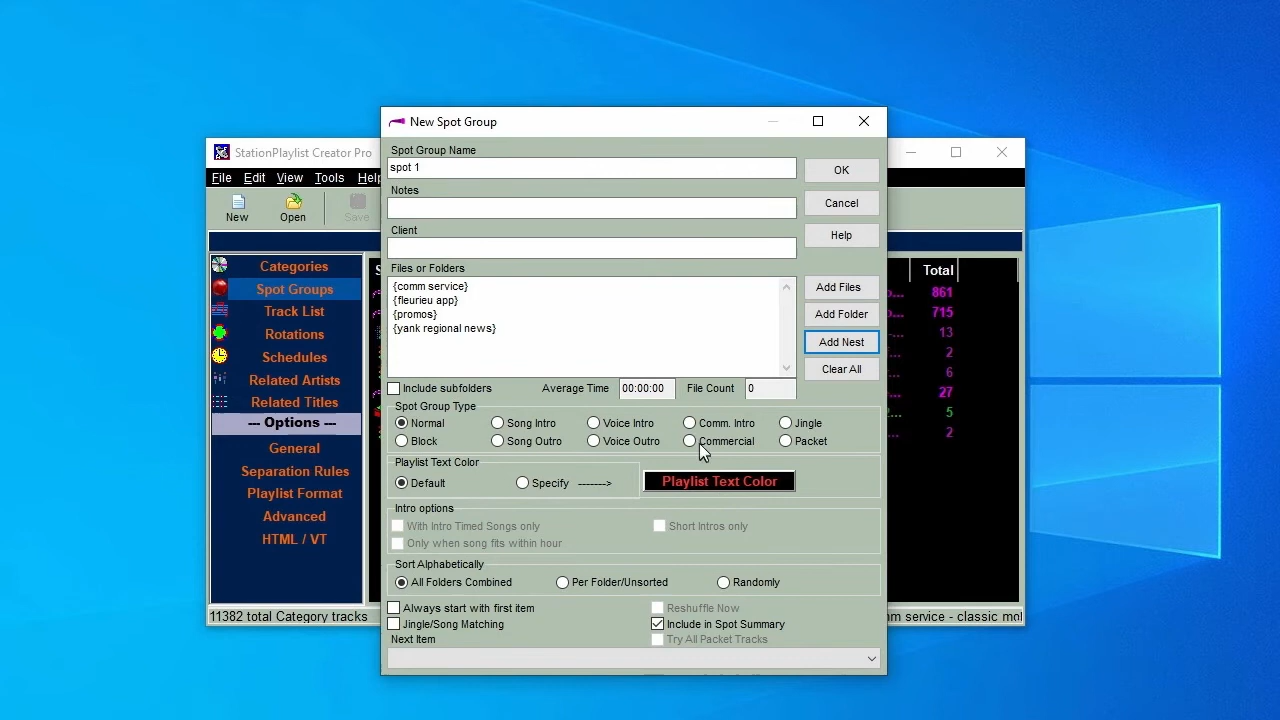 New Spot Group
Spot Group Name
spot 1
OK
Notes
Cancel
Client
Help
Files or Folders
{comm service}
{fleurieu app}
{promos}
{yank regional news}
Add Files
Add Folder
Add Nest
Clear All
Include subfolders Average Time 00:00:00 File Count 0
Spot Group Type
Normal Song Intro Voice Intro Comm. Intro Jingle
Block Song Outro Voice Outro Commercial Packet
Playlist Text Color
Default Specify ------->
Playlist Text Color
Intro options
With Intro Timed Songs only Short Intros only
Only when song fits within hour
Sort Alphabetically
All Folders Combined Per Folder/Unsorted Randomly
Always start with first item Reshuffle Now
Jingle/Song Matching Include in Spot Summary
Next Item Try All Packet Tracks
StationPlaylist Creator Pro
File Edit View Tools Help
New Open Save
Categories
Spot Groups
Track List
Rotations
Schedules
Related Artists
Related Titles
--- Options ---
General
Separation Rules
Playlist Format
Advanced
HTML / VT
Total
861
715
13
2
6
27
5
2
11382 total Category tracks
service - classic